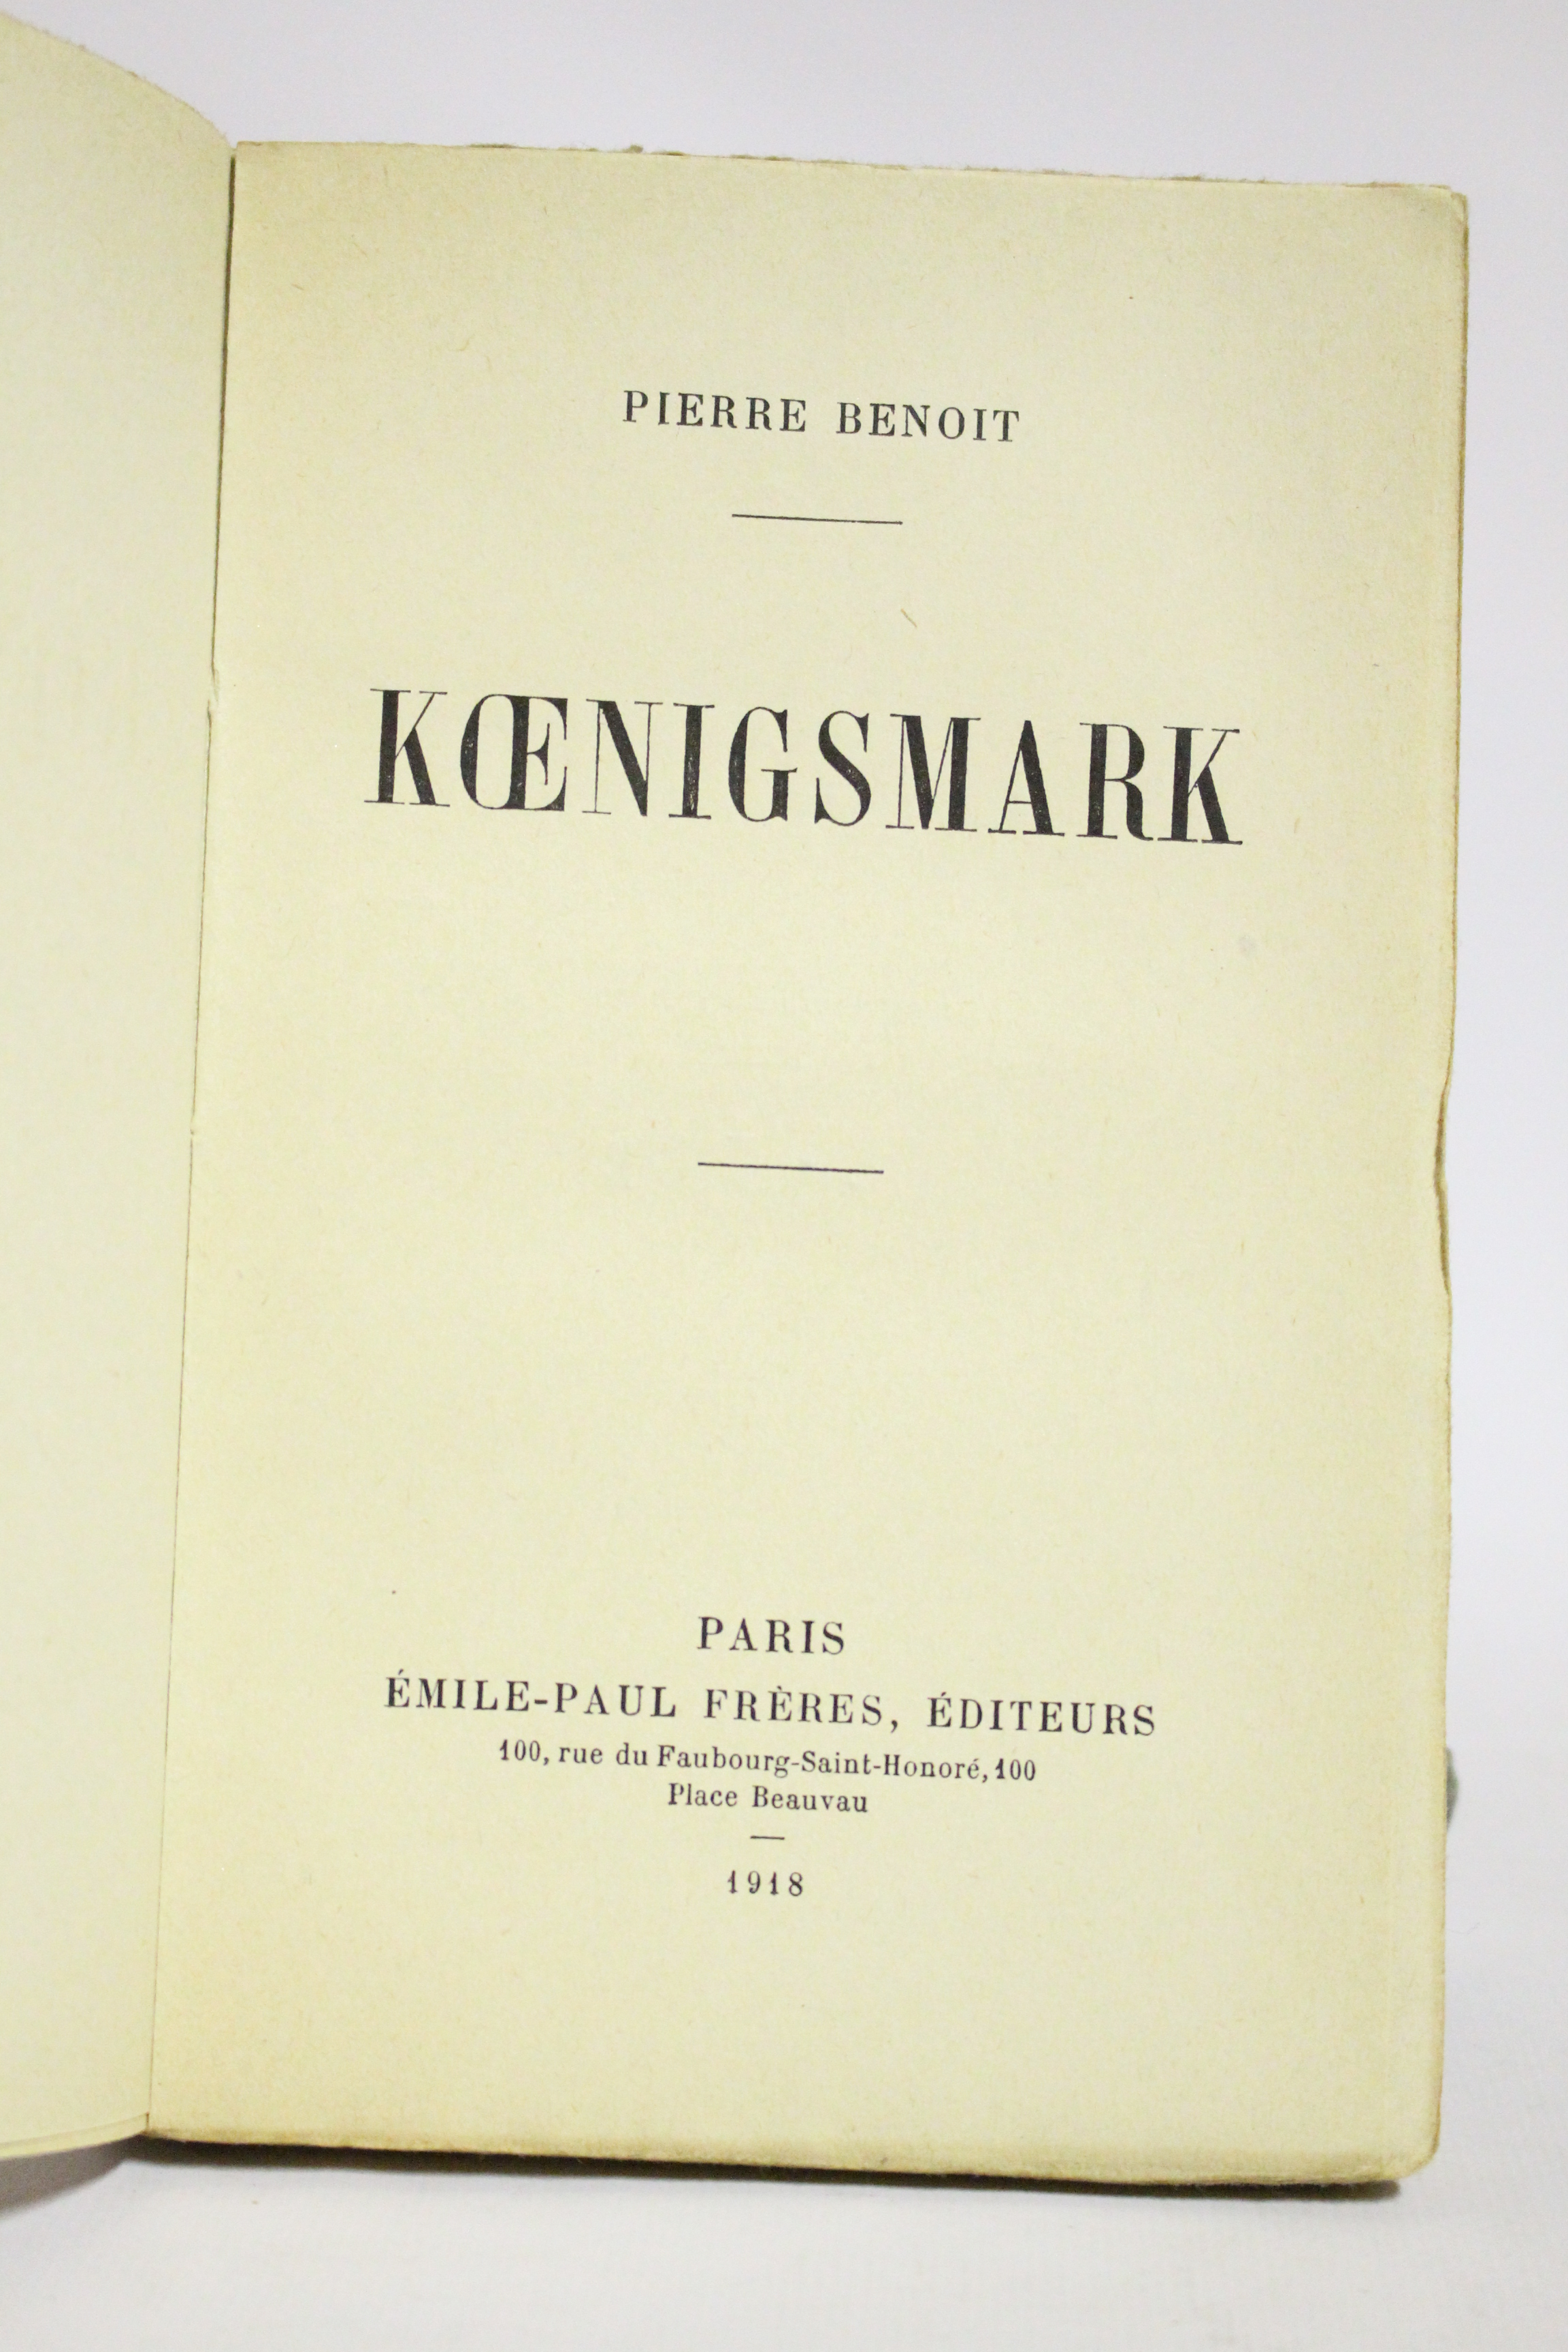 PIERRE BENOIT
KŒNIGSMARK
PARIS
ÉMILE-PAUL FRÈRES, ÉDITEURS
100, rue du Faubourg-Saint-Honoré, 100
Place Beauvau
1918